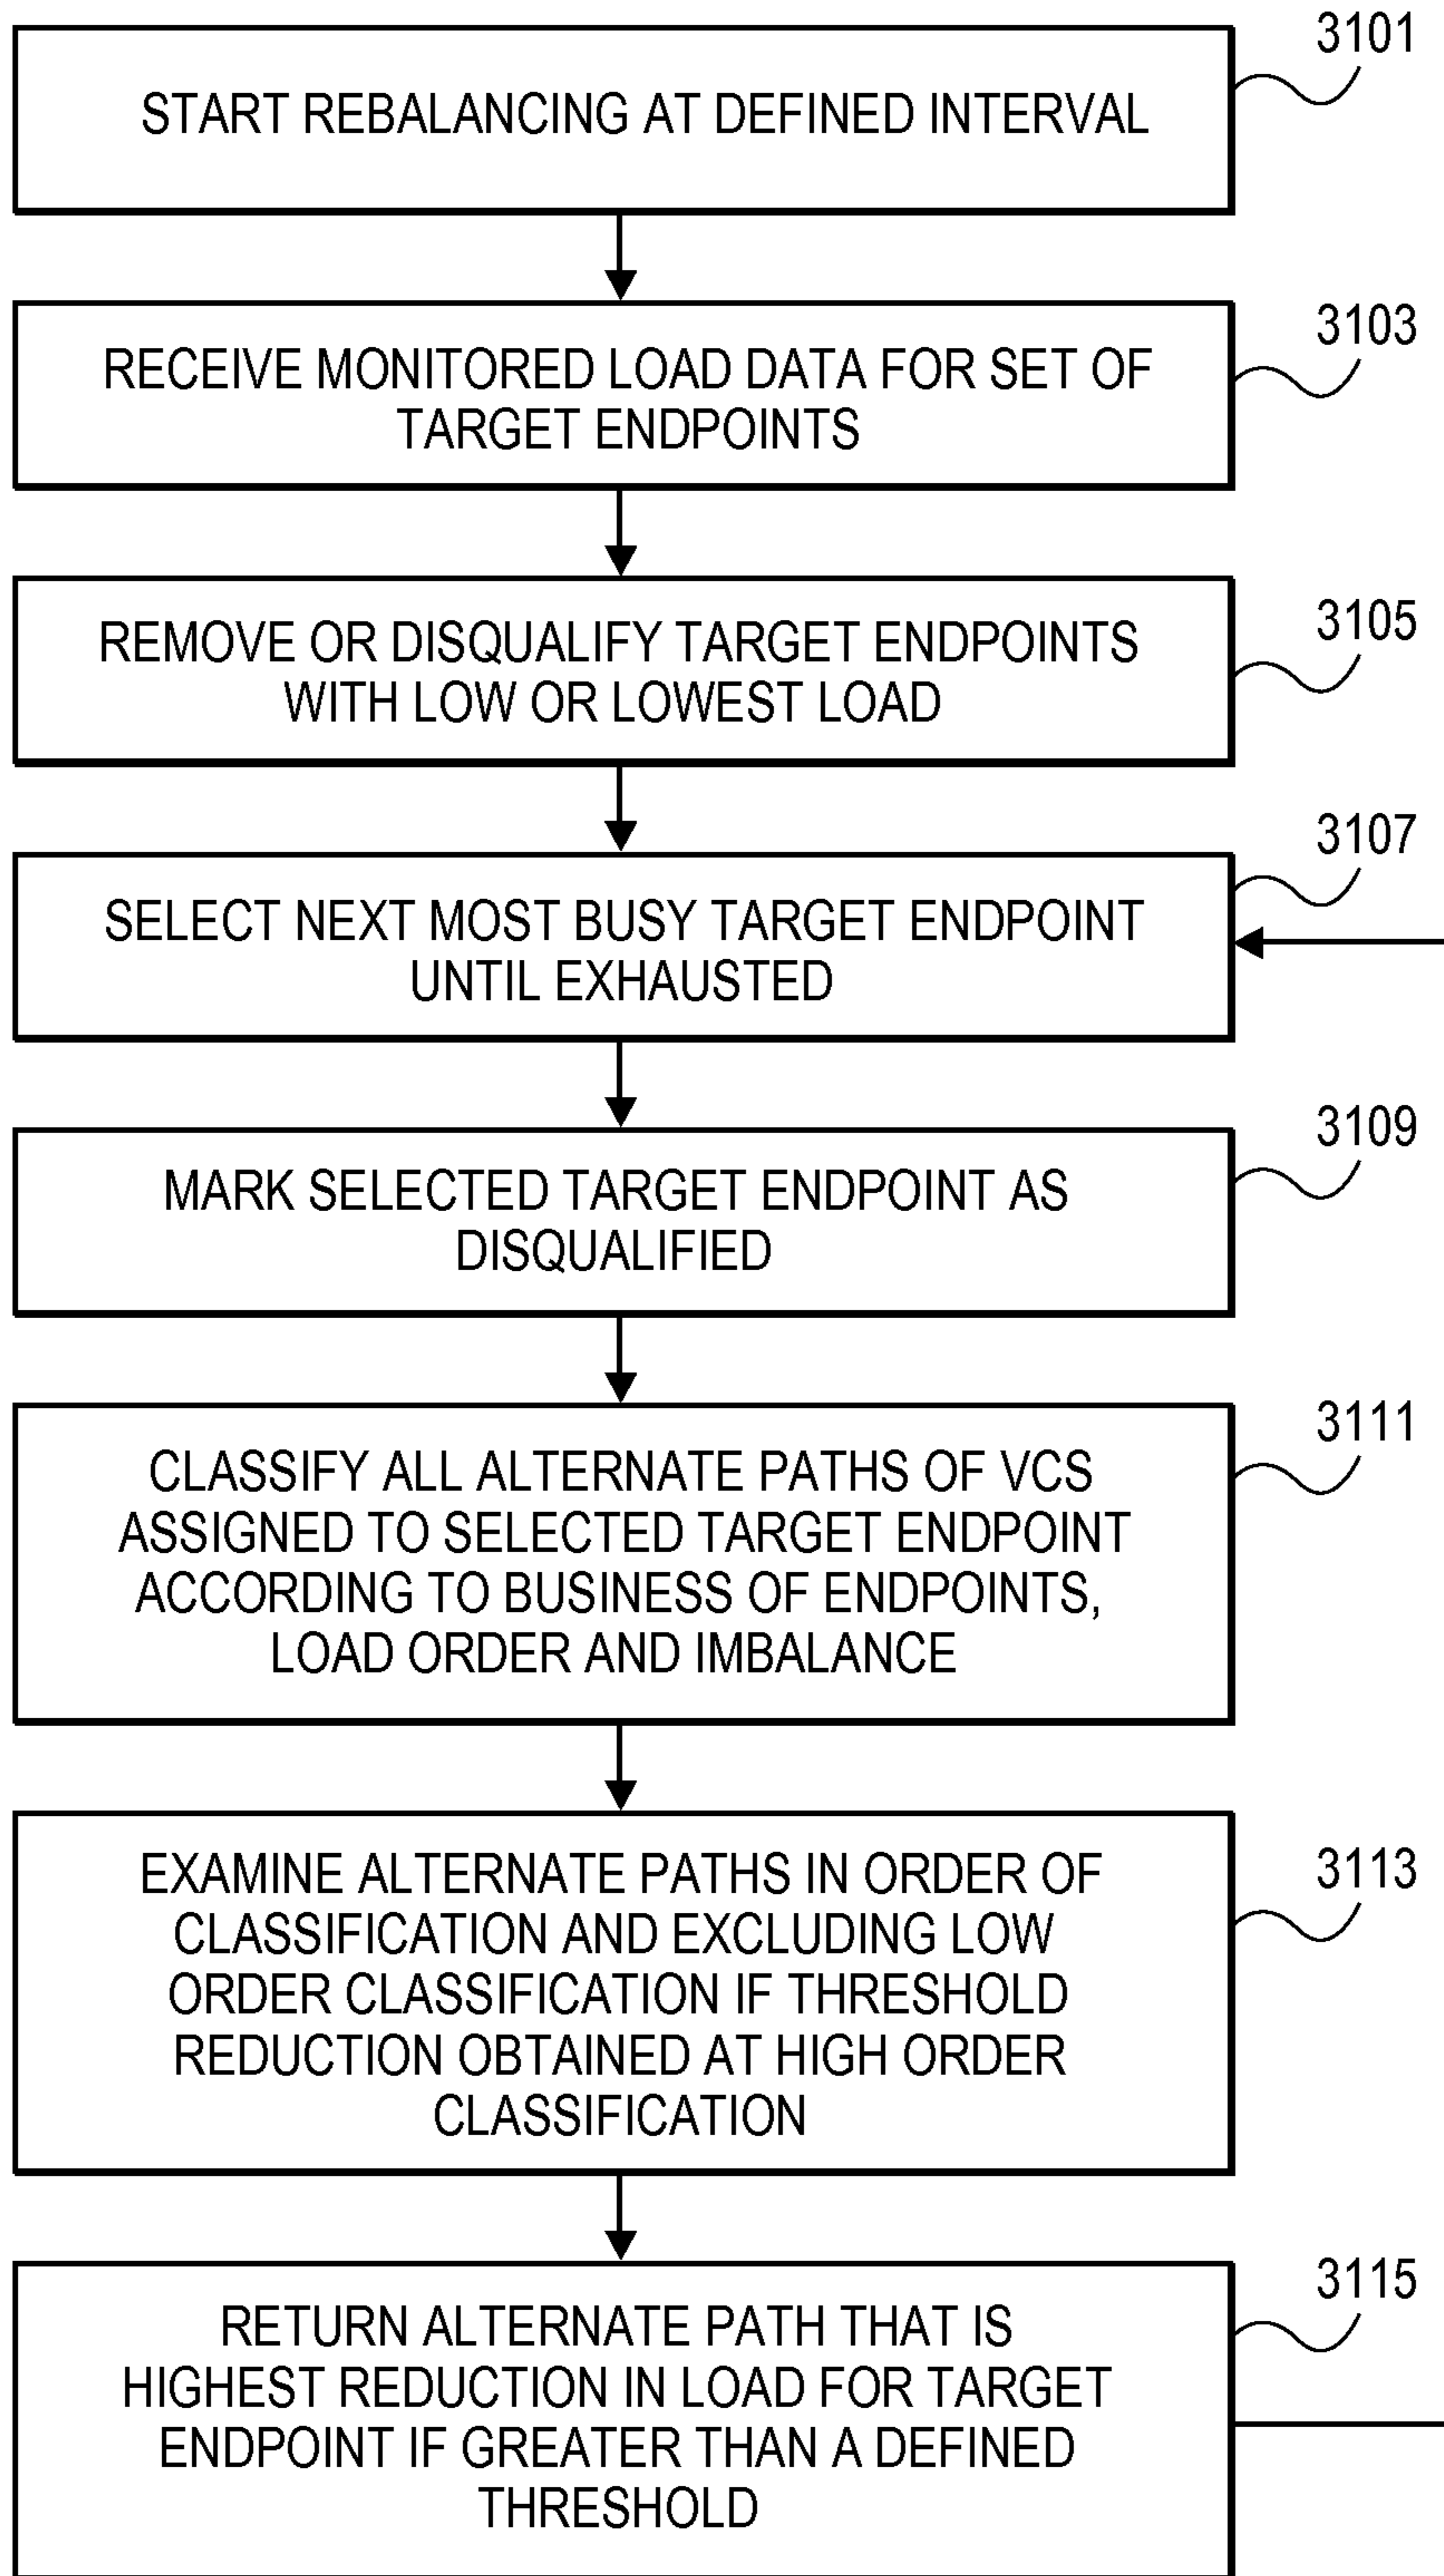 3101
START REBALANCING AT DEFINED INTERVAL
3103
RECEIVE MONITORED LOAD DATA FOR SET OF
TARGET ENDPOINTS
3105
REMOVE OR DISQUALIFY TARGET ENDPOINTS
WITH LOW OR LOWEST LOAD
3107
SELECT NEXT MOST BUSY TARGET ENDPOINT
UNTIL EXHAUSTED
3109
MARK SELECTED TARGET ENDPOINT AS
DISQUALIFIED
3111
CLASSIFY ALL ALTERNATE PATHS OF VCS
ASSIGNED TO SELECTED TARGET ENDPOINT
ACCORDING TO BUSINESS OF ENDPOINTS,
LOAD ORDER AND IMBALANCE
3113
EXAMINE ALTERNATE PATHS IN ORDER OF
CLASSIFICATION AND EXCLUDING LOW
ORDER CLASSIFICATION IF THRESHOLD
REDUCTION OBTAINED AT HIGH ORDER
CLASSIFICATION
3115
RETURN ALTERNATE PATH THAT IS
HIGHEST REDUCTION IN LOAD FOR TARGET
ENDPOINT IF GREATER THAN A DEFINED
THRESHOLD